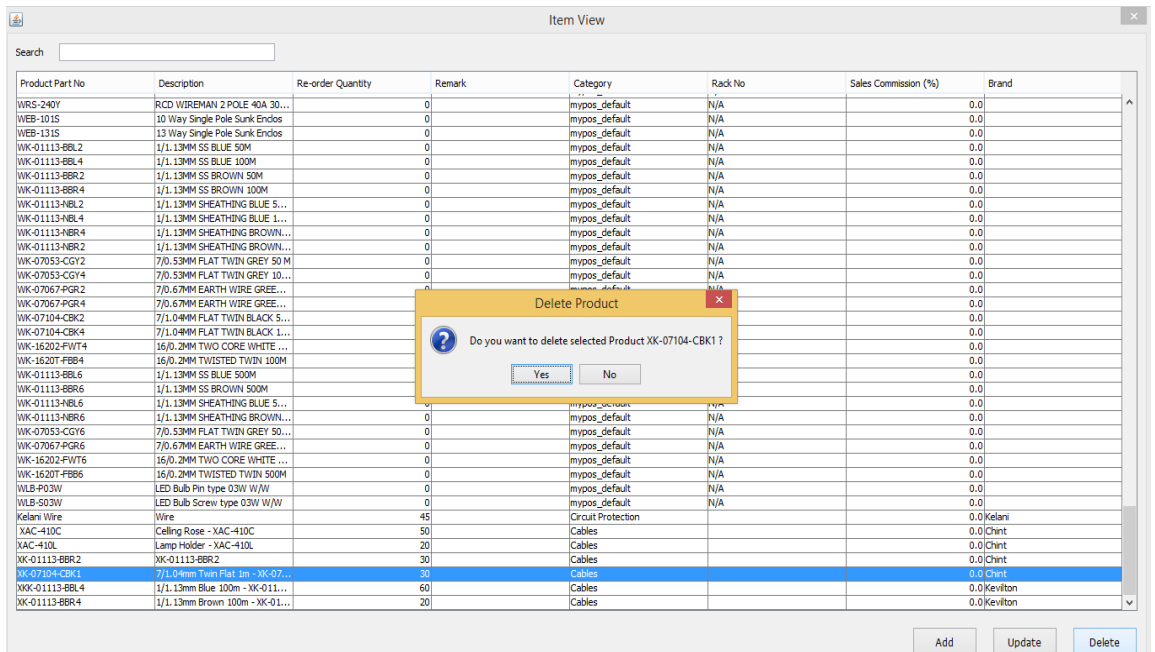 Item View
Search
Product Part No Description Re-order Quantity Remark Category Rack No Sales Commission (%) Brand
WRS-240Y RCD WIREMAN 2 POLE 40A 30... 0 mypos_default N/A 0.0
WEB-101S 10 Way Single Pole Sunk Enclos 0 mypos_default N/A 0.0
WEB-131S 13 Way Single Pole Sunk Enclos 0 mypos_default N/A 0.0
WK-01113-BBL2 1/1.13MM SS BLUE 50M 0 mypos_default N/A 0.0
WK-01113-BBL4 1/1.13MM SS BLUE 100M 0 mypos_default N/A 0.0
WK-01113-BBR2 1/1.13MM SS BROWN 50M 0 mypos_default N/A 0.0
WK-01113-BBR4 1/1.13MM SS BROWN 100M 0 mypos_default N/A 0.0
WK-01113-NBL2 1/1.13MM SHEATHING BLUE 5... 0 mypos_default N/A 0.0
WK-01113-NBL4 1/1.13MM SHEATHING BLUE 1... 0 mypos_default N/A 0.0
WK-01113-NBR4 1/1.13MM SHEATHING BROWN... 0 mypos_default N/A 0.0
WK-01113-NBR2 1/1.13MM SHEATHING BROWN... 0 mypos_default N/A 0.0
WK-07053-CGY2 7/0.53MM FLAT TWIN GREY 50 M 0 mypos_default N/A 0.0
WK-07053-CGY4 7/0.53MM FLAT TWIN GREY 10... 0 mypos_default N/A 0.0
WK-07067-PGR2 7/0.67MM EARTH WIRE GREE... 0 mypos_default N/A 0.0
WK-07067-PGR4 7/0.67MM EARTH WIRE GREE... 0.0
WK-07104-CBK2 7/1.04MM FLAT TWIN BLACK 5... 0.0
WK-07104-CBK4 7/1.04MM FLAT TWIN BLACK 1... 0.0
WK-16202-FWT4 16/0.2MM TWO CORE WHITE ... 0.0
WK-1620T-FBB4 16/0.2MM TWISTED TWIN 100M 0.0
WK-01113-BBL6 1/1.13MM SS BLUE 500M 0.0
WK-01113-BBR6 1/1.13MM SS BROWN 500M 0.0
WK-01113-NBL6 1/1.13MM SHEATHING BLUE 5... 0 mypos_default N/A 0.0
Delete Product
Do you want to delete selected Product XK-07104-CBK1 ?
Yes No
WK-01113-NBR6 1/1.13MM SHEATHING BROWN... 0 mypos_default N/A 0.0
WK-07053-CGY6 7/0.53MM FLAT TWIN GREY 50... 0 mypos_default N/A 0.0
WK-07067-PGR6 7/0.67MM EARTH WIRE GREE... 0 mypos_default N/A 0.0
WK-16202-FWT6 16/0.2MM TWO CORE WHITE ... 0 mypos_default N/A 0.0
WK-1620T-FBB6 16/0.2MM TWISTED TWIN 500M 0 mypos_default N/A 0.0
WLB-P03W LED Bulb Pin type 03W W/W 0 mypos_default N/A 0.0
WLB-S03W LED Bulb Screw type 03W W/W 0 mypos_default N/A 0.0
Kelani Wire Wire 45 Circuit Protection 0.0 Kelani
XAC-410C Celling Rose - XAC-410C 50 Cables 0.0 Chint
XAC-410L Lamp Holder - XAC-410L 20 Cables 0.0 Chint
XK-01113-BBR2 XK-01113-BBR2 30 Cables 0.0 Chint
XK-07104-CBK1 7/1.04mm Twin Flat 1m - XK-07... 30 Cables 0.0 Chint
XKK-01113-BBL4 1/1.13mm Blue 100m - XK-011... 60 Cables 0.0 Kevilton
XK-01113-BBR4 1/1.13mm Brown 100m - XK-01... 20 Cables 0.0 Kevilton
Add Update Delete